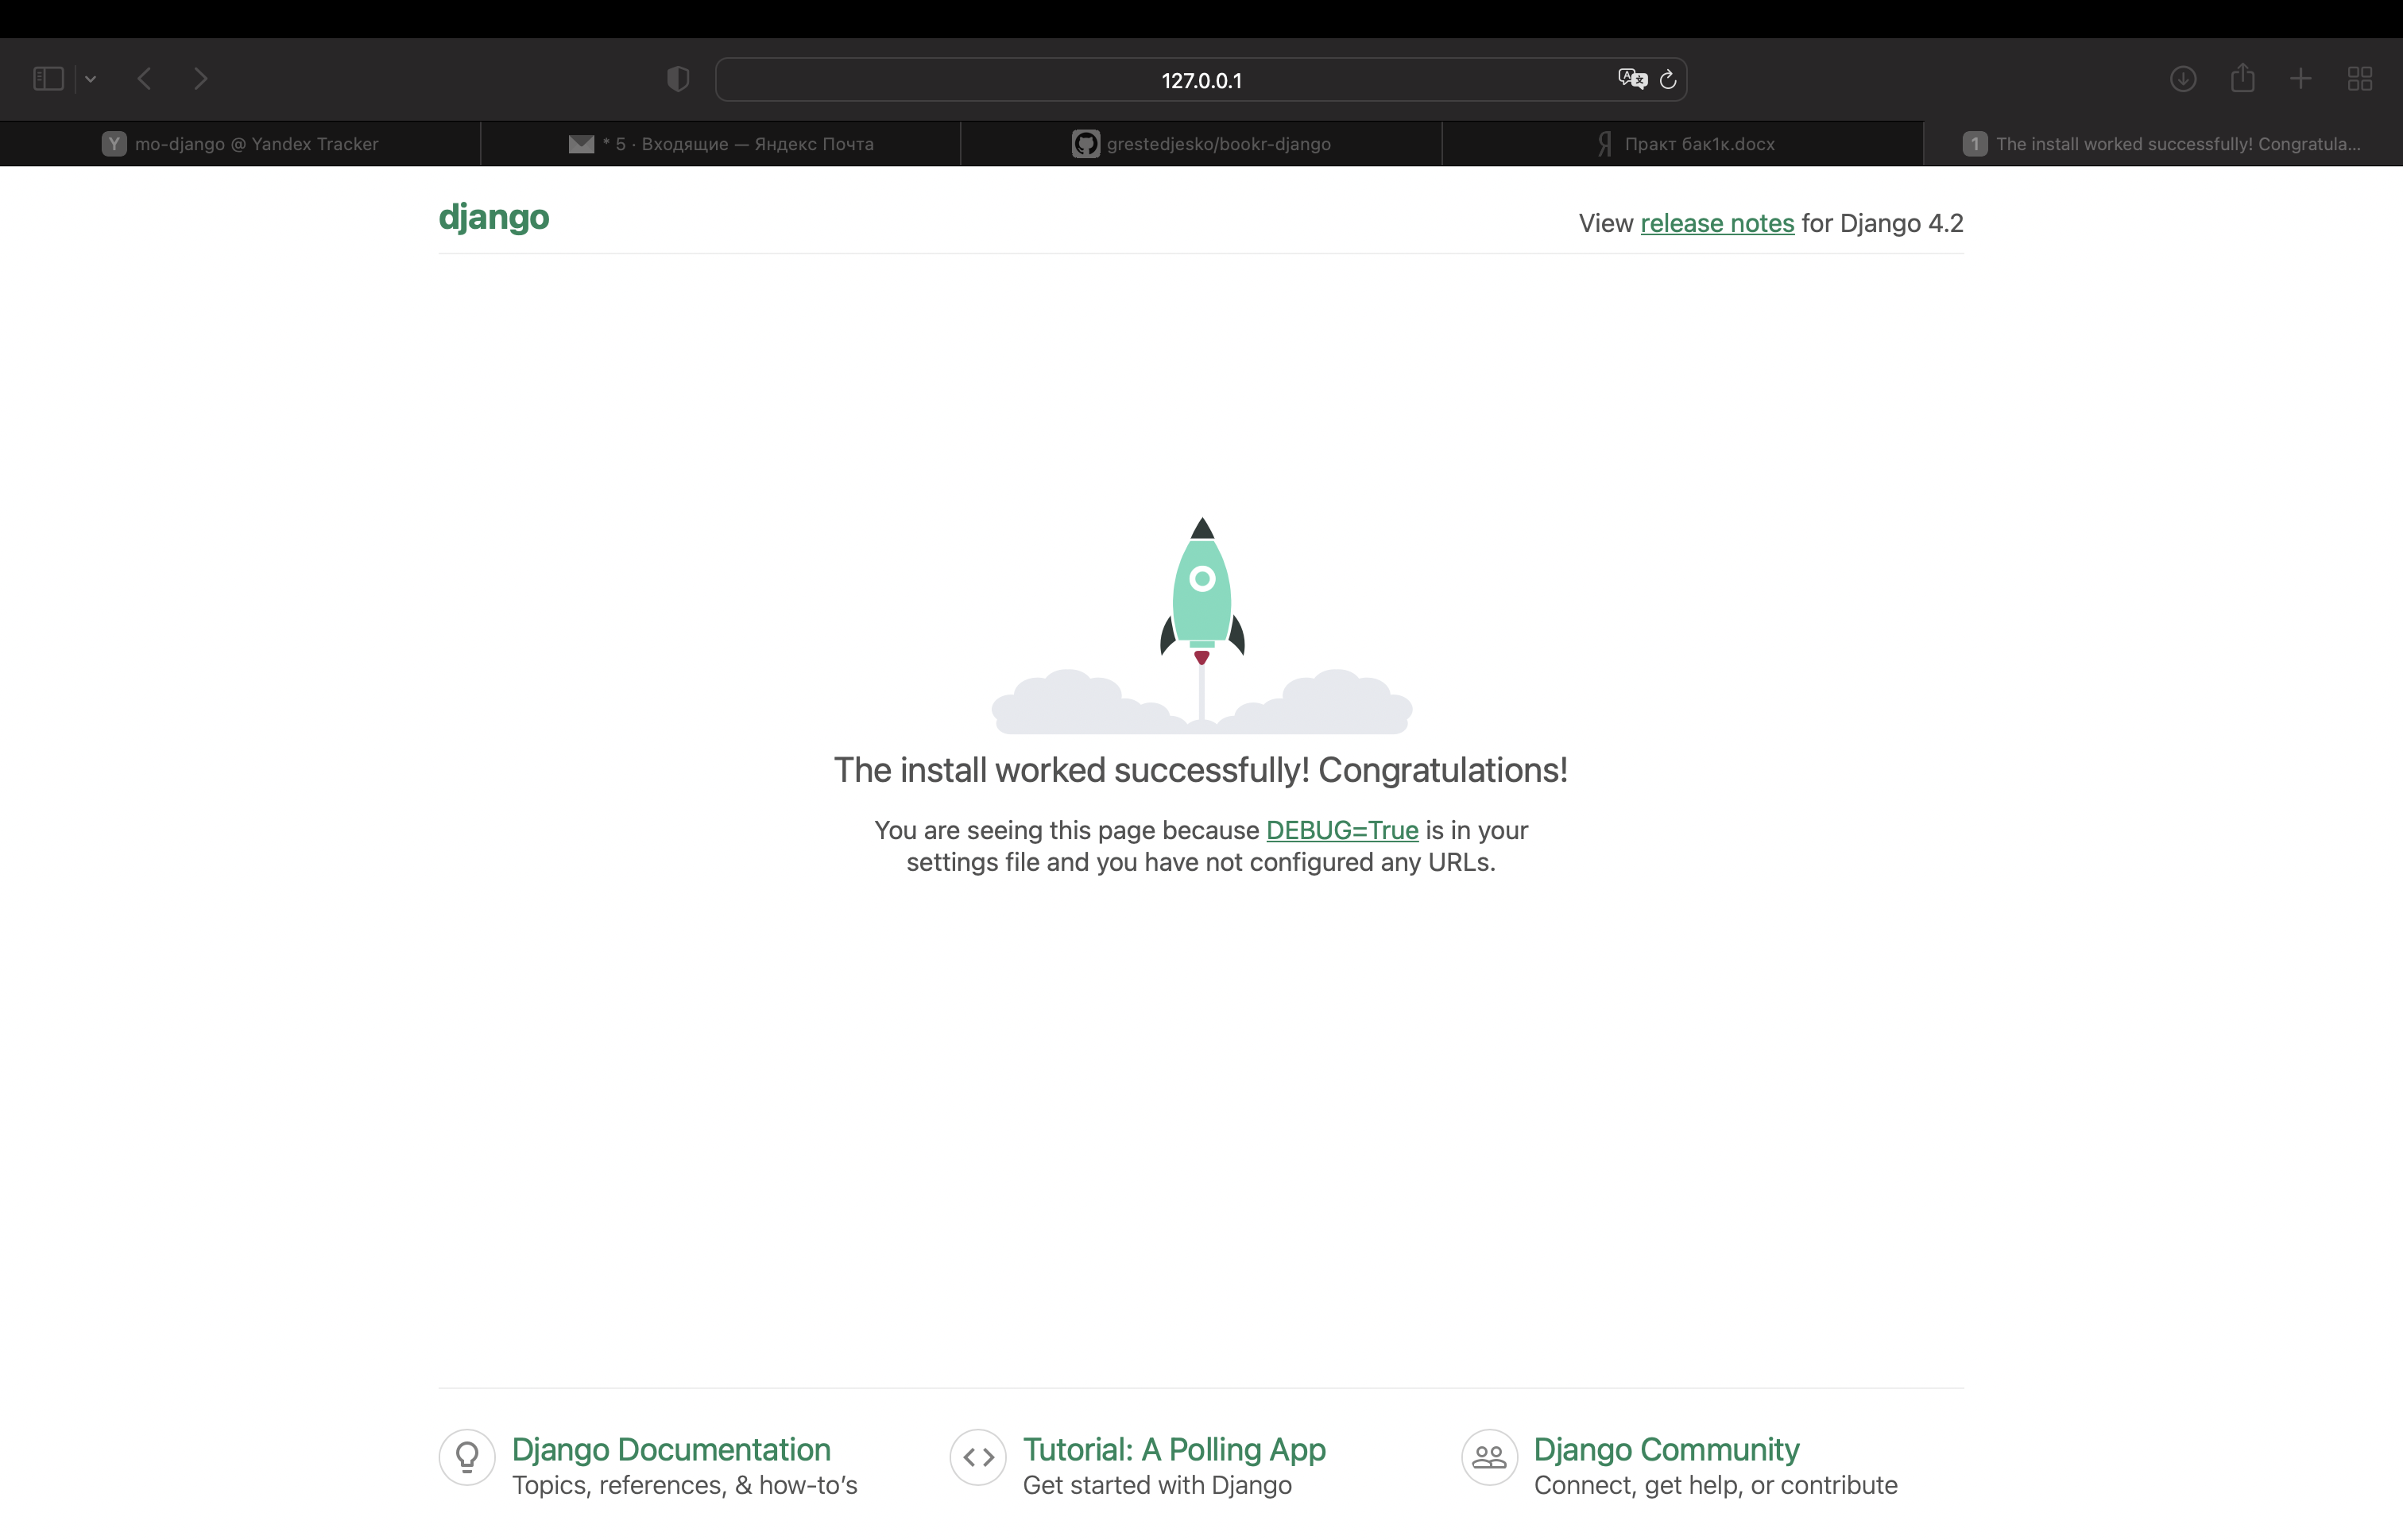 127.0.0.1
Y mo-django @ Yandex Tracker
* 5 · Входящие — Яндекс Почта
grestedjesko/bookr-django
Я Практ бак1к.docx
1 The install worked successfully! Congratula...
django
View release notes for Django 4.2
The install worked successfully! Congratulations!
You are seeing this page because DEBUG=True is in your
settings file and you have not configured any URLs.
Django Documentation
Topics, references, & how-to’s
Tutorial: A Polling App
Get started with Django
Django Community
Connect, get help, or contribute